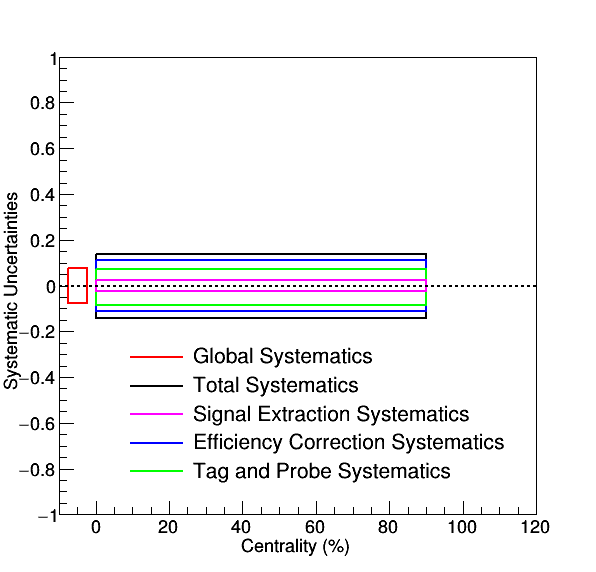 1
0.8
0.6
0.4
0.2
0
−0.2
−0.4
−0.6
−0.8
−1
Systematic Uncertainties
Global Systematics
Total Systematics
Signal Extraction Systematics
Efficiency Correction Systematics
Tag and Probe Systematics
0 20 40 60 80 100 120
Centrality (%)